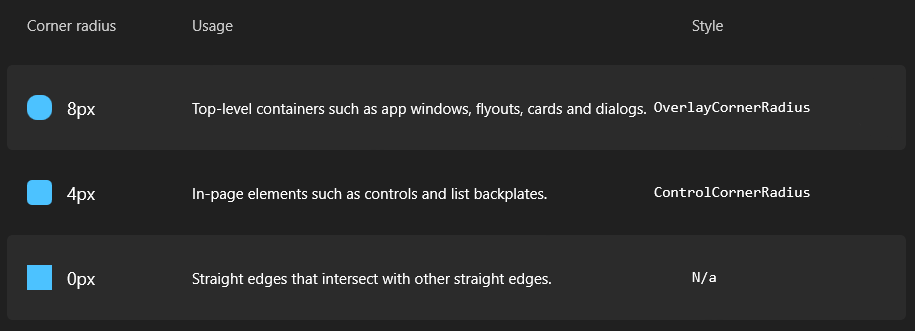 Corner radius Usage Style
8px Top-level containers such as app windows, flyouts, cards and dialogs. OverlayCornerRadius
4px In-page elements such as controls and list backplates. ControlCornerRadius
0px Straight edges that intersect with other straight edges. N/a